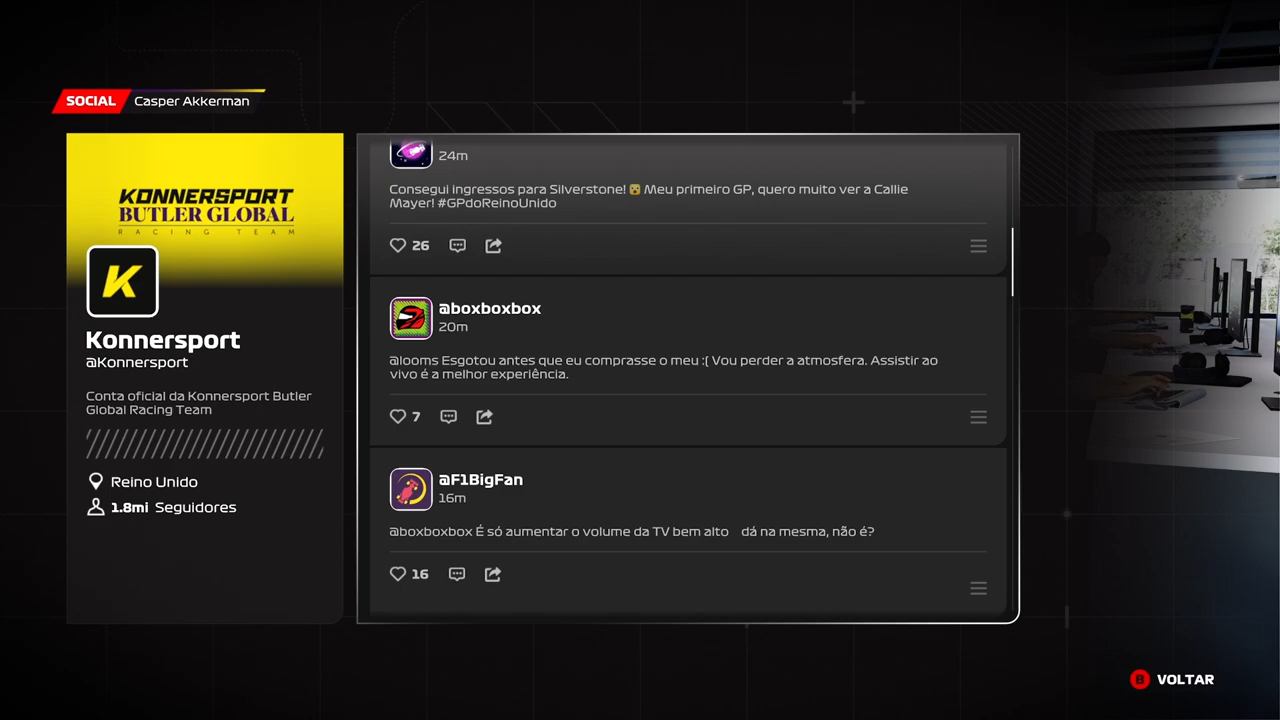 SOCIAL Casper Akkerman
KONNERSPORT
BUTLER GLOBAL
RACING TEAM
K
Konnersport
@Konnersport
Conta oficial da Konnersport Butler
Global Racing Team
Reino Unido
1.8mi Seguidores
24m
Consegui ingressos para Silverstone! 😮 Meu primeiro GP, quero muito ver a Callie
Mayer! #GPdoReinoUnido
26
@boxboxbox
20m
@looms Esgotou antes que eu comprasse o meu :( Vou perder a atmosfera. Assistir ao
vivo é a melhor experiência.
7
@F1BigFan
16m
@boxboxbox É só aumentar o volume da TV bem alto dá na mesma, não é?
16
B VOLTAR